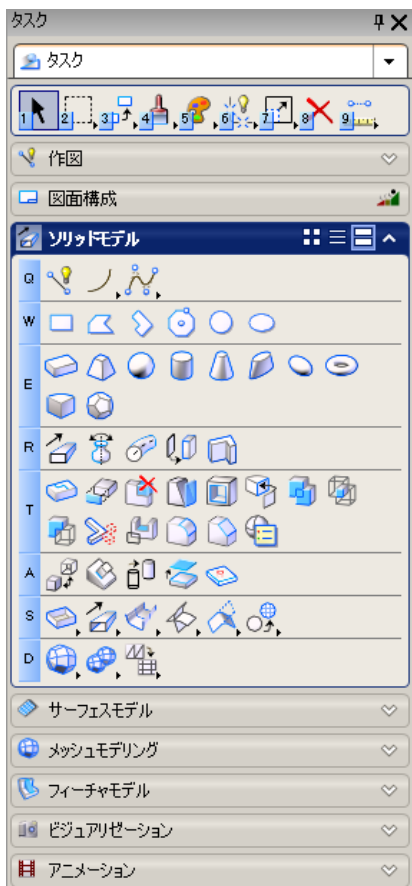 タスク
タスク
1 2 3 4 5 6 7 8 9
作図
図面構成
ソリッドモデル
Q
W
E
R
T
A
S
D
サーフェスモデル
メッシュモデリング
フィーチャモデル
ビジュアリゼーション
アニメーション